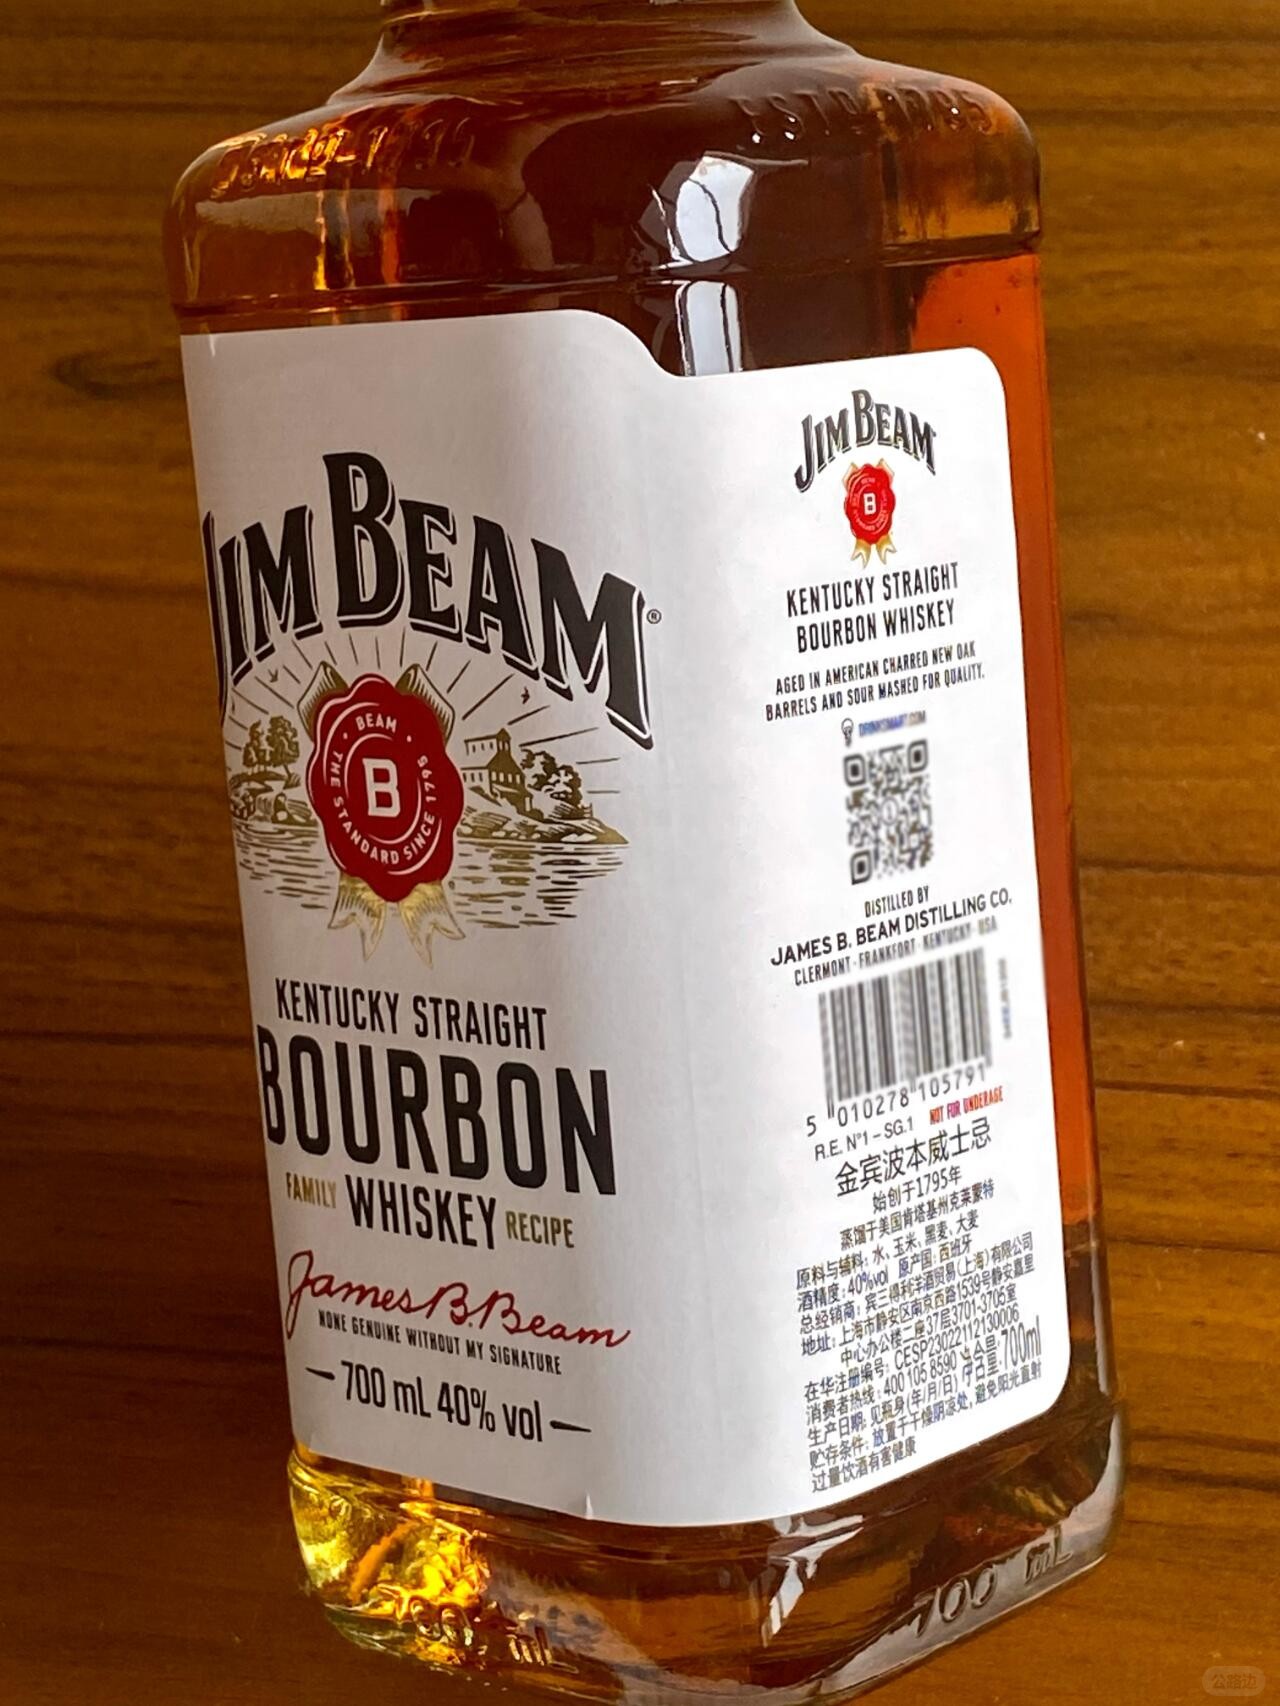 ESTD 1795
JIM BEAM®
BEAM
THE STANDARD SINCE 1795
B
KENTUCKY STRAIGHT
BOURBON
FAMILY WHISKEY RECIPE
James B. Beam
NONE GENUINE WITHOUT MY SIGNATURE
700 mL 40% vol
JIM BEAM
B
KENTUCKY STRAIGHT
BOURBON WHISKEY
AGED IN AMERICAN CHARRED NEW OAK
BARRELS AND SOUR MASHED FOR QUALITY.
DRINKSMART.COM
DISTILLED BY
JAMES B. BEAM DISTILLING CO.
CLERMONT · FRANKFORT · KENTUCKY · USA
5 010278 105791
R.E. N°1 – SG.1 NOT FOR UNDERAGE
金宾波本威士忌
始创于1795年
蒸馏于美国肯塔基州克莱蒙特
原料与辅料: 水、玉米、黑麦、大麦
酒精度: 40%vol 原产国: 西班牙
总经销商: 宾三得利洋酒贸易(上海)有限公司
地址: 上海市静安区南京西路1539号静安嘉里
中心办公楼二座37层3701-3705室
在华注册编号: CESP23022112130006
消费者热线: 400 105 8590 净含量:700ml
生产日期: 见瓶身(年/月/日)
贮存条件: 放置于干燥阴凉处, 避免阳光直射
过量饮酒有害健康
700 mL
公路边